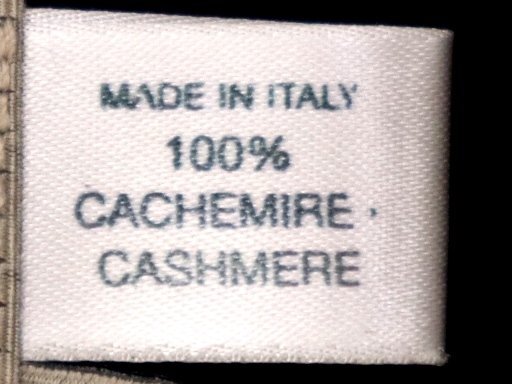 MADE IN ITALY
100%
CACHEMIRE ·
CASHMERE